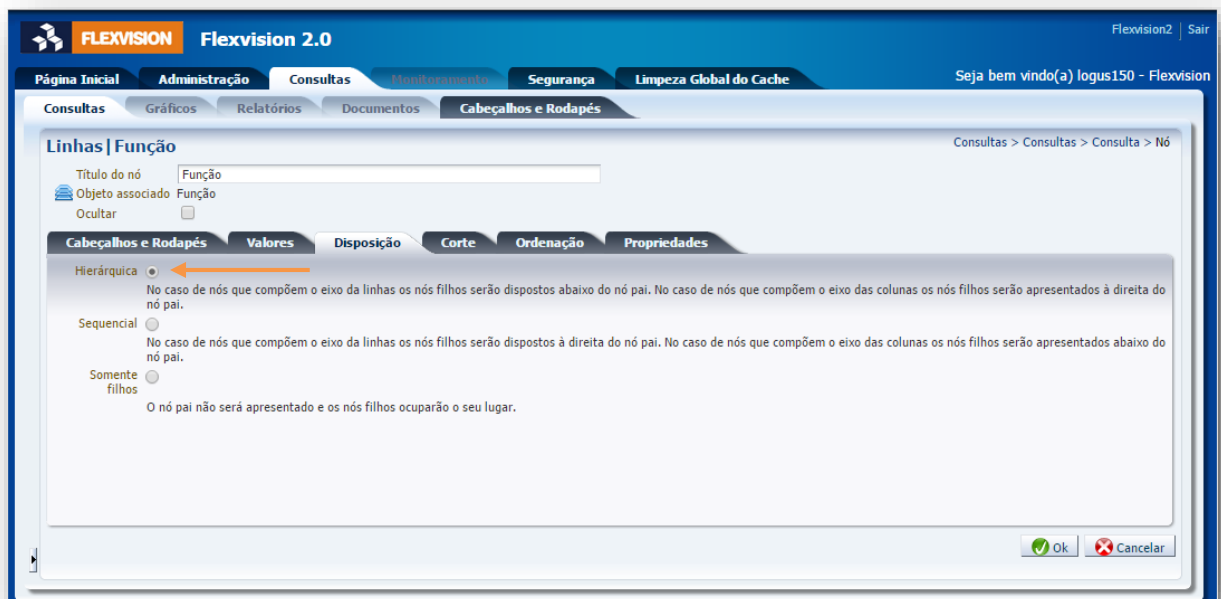 Flexvision2 Sair
FLEXVISION Flexvision 2.0
Página Inicial Administração Consultas Monitoramento Segurança Limpeza Global do Cache Seja bem vindo(a) logus150 - Flexvision
Consultas Gráficos Relatórios Documentos Cabeçalhos e Rodapés
Linhas|Função Consultas > Consultas > Consulta > Nó
Título do nó Função
Objeto associado Função
Ocultar
Cabeçalhos e Rodapés Valores Disposição Corte Ordenação Propriedades
Hierárquica
No caso de nós que compõem o eixo da linhas os nós filhos serão dispostos abaixo do nó pai. No caso de nós que compõem o eixo das colunas os nós filhos serão apresentados à direita do
nó pai.
Sequencial
No caso de nós que compõem o eixo da linhas os nós filhos serão dispostos à direita do nó pai. No caso de nós que compõem o eixo das colunas os nós filhos serão apresentados abaixo do
nó pai.
Somente
filhos
O nó pai não será apresentado e os nós filhos ocuparão o seu lugar.
Ok Cancelar